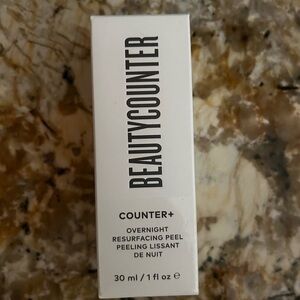 BEAUTYCOUNTER
COUNTER+
OVERNIGHT
RESURFACING PEEL
PEELING LISSANT
DE NUIT
30 ml / 1 fl oz ℮